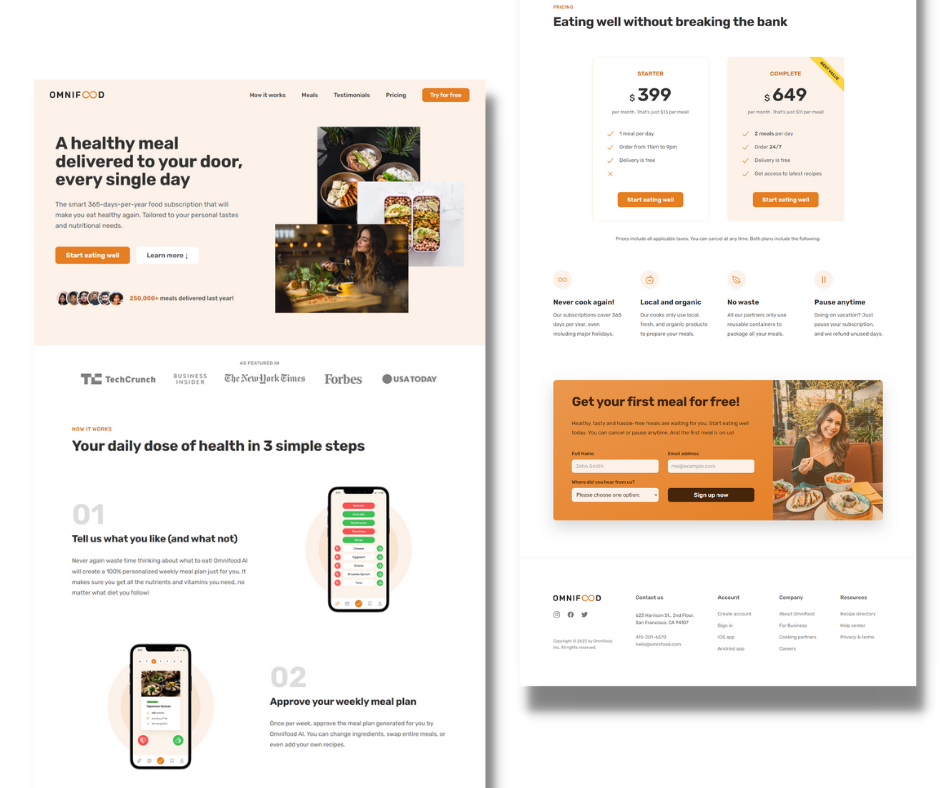 OMNIFOOD
How it works
Meals
Testimonials
Pricing
Try for free
A healthy meal
delivered to your door,
every single day
The smart 365-days-per-year food subscription that will
make you eat healthy again. Tailored to your personal tastes
and nutritional needs.
Start eating well
Learn more ↓
250,000+ meals delivered last year!
AS FEATURED IN
TechCrunch
BUSINESS
INSIDER
The New York Times
Forbes
USA TODAY
HOW IT WORKS
Your daily dose of health in 3 simple steps
01
Tell us what you like (and what not)
Never again waste time thinking about what to eat! Omnifood AI
will create a 100% personalized weekly meal plan just for you. It
makes sure you get all the nutrients and vitamins you need, no
matter what diet you follow!
02
Approve your weekly meal plan
Once per week, approve the meal plan generated for you by
Omnifood AI. You can change ingredients, swap entire meals, or
even add your own recipes.
PRICING
Eating well without breaking the bank
STARTER
$ 399
per month. That's just $13 per meal!
1 meal per day
Order from 11am to 9pm
Delivery is free
Start eating well
BEST VALUE
COMPLETE
$ 649
per month. That's just $11 per meal!
2 meals per day
Order 24/7
Delivery is free
Get access to latest recipes
Start eating well
Prices include all applicable taxes. You can cancel at any time. Both plans include the following:
Never cook again!
Our subscriptions cover 365
days per year, even
including major holidays.
Local and organic
Our cooks only use local,
fresh, and organic products
to prepare your meals.
No waste
All our partners only use
reusable containers to
package all your meals.
Pause anytime
Going on vacation? Just
pause your subscription,
and we refund unused days.
Get your first meal for free!
Healthy, tasty and hassle-free meals are waiting for you. Start eating well
today. You can cancel or pause anytime. And the first meal is on us!
Full Name
John Smith
Email address
me@example.com
Where did you hear from us?
Please choose one option:
Sign up now
OMNIFOOD
Copyright © 2023 by Omnifood,
Inc. All rights reserved.
Contact us
623 Harrison St., 2nd Floor,
San Francisco, CA 94107
415-201-6370
hello@omnifood.com
Account
Create account
Sign in
iOS app
Android app
Company
About Omnifood
For Business
Cooking partners
Careers
Resources
Recipe directory
Help center
Privacy & terms